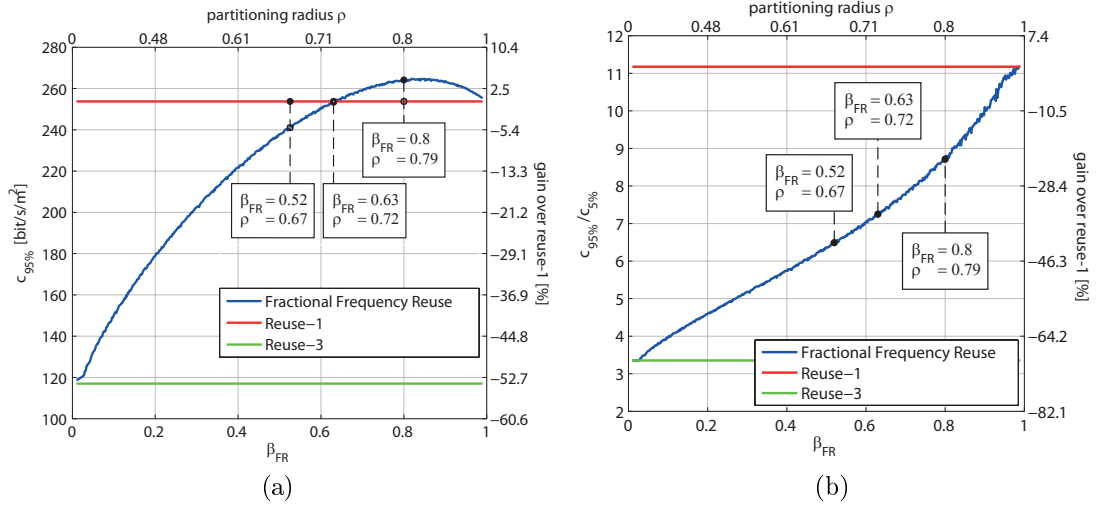 partitioning radius ρ
0 0.48 0.61 0.71 0.8 1
280 10.4
260 2.5
240 −5.4
220 −13.3
200 −21.2
180 −29.1
160 −36.9
140 −44.8
120 −52.7
100 −60.6
c95% [bit/s/m²]
gain over reuse-1 [%]
βFR = 0.8
ρ = 0.79
βFR = 0.52
ρ = 0.67
βFR = 0.63
ρ = 0.72
Fractional Frequency Reuse
Reuse−1
Reuse−3
0 0.2 0.4 0.6 0.8 1
βFR
(a)
partitioning radius ρ
0 0.48 0.61 0.71 0.8 1
12 7.4
11
10 −10.5
9
8 −28.4
7
6 −46.3
5
4 −64.2
3
2 −82.1
c95%/c5%
gain over reuse-1 [%]
βFR = 0.63
ρ = 0.72
βFR = 0.52
ρ = 0.67
βFR = 0.8
ρ = 0.79
Fractional Frequency Reuse
Reuse−1
Reuse−3
0 0.2 0.4 0.6 0.8 1
βFR
(b)